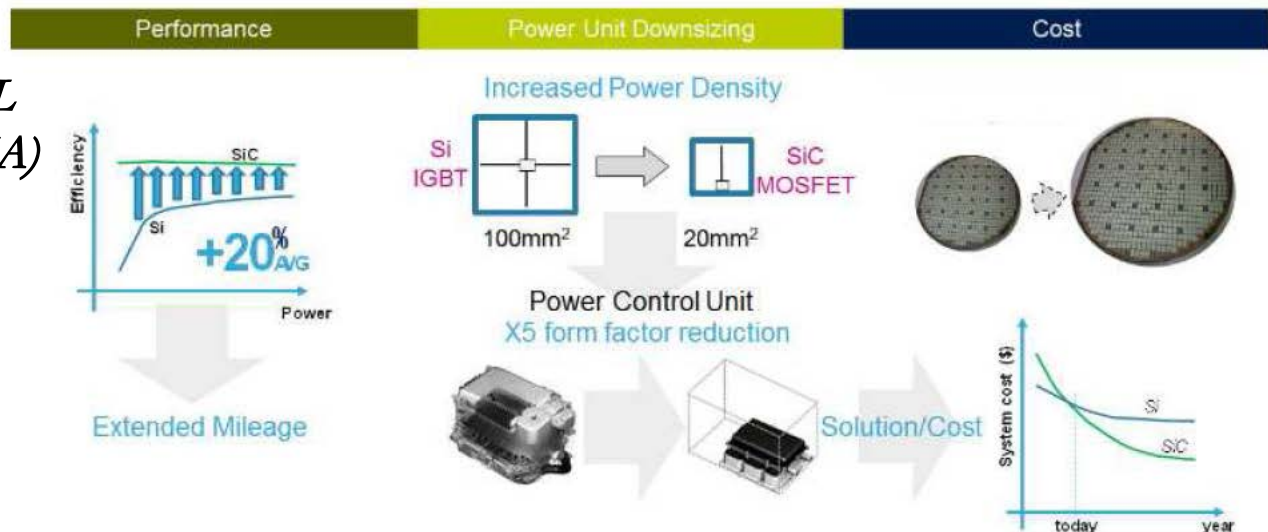 Performance
Power Unit Downsizing
Cost
L
A)
Efficiency
SiC
Si
+20% AVG
Power
Extended Mileage
Increased Power Density
Si
IGBT
SiC
MOSFET
100mm²
20mm²
Power Control Unit
X5 form factor reduction
Solution/Cost
System cost ($)
Si
SiC
today
year